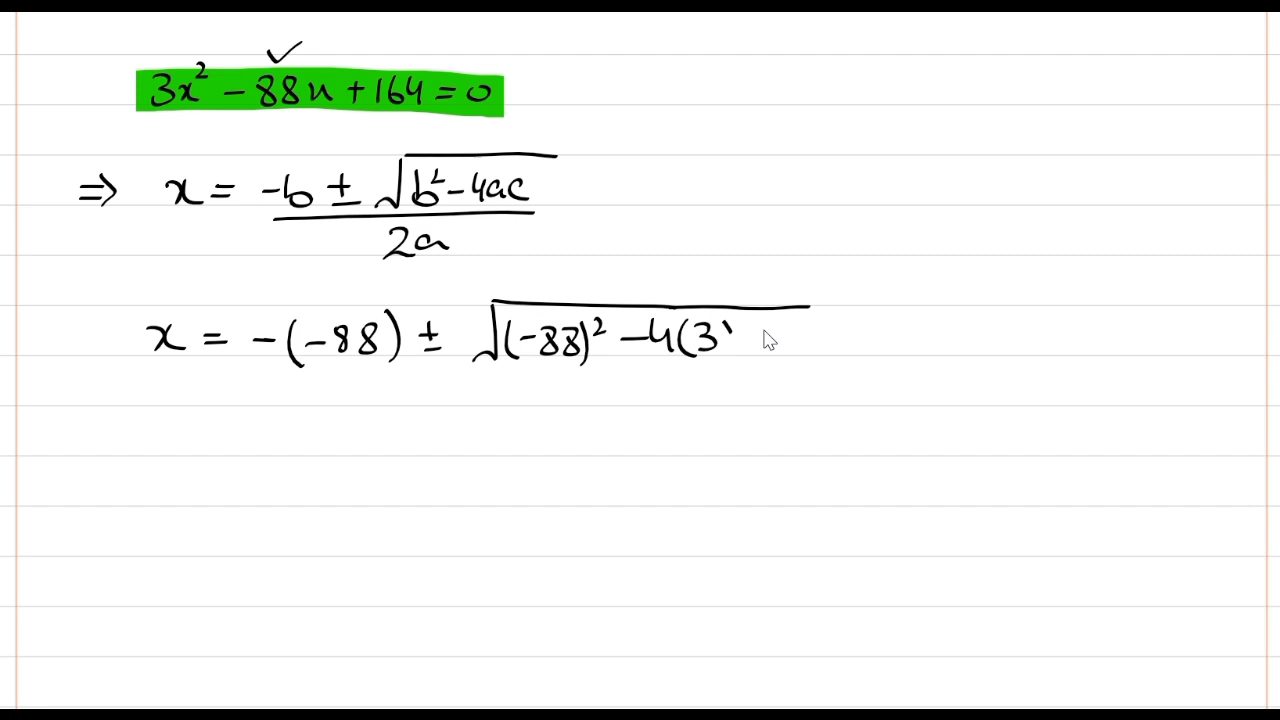 3x² - 88x + 164 = 0
⇒ x = -b ± √b² - 4ac
2a
x = -(-88) ± √(-88)² - 4(3)